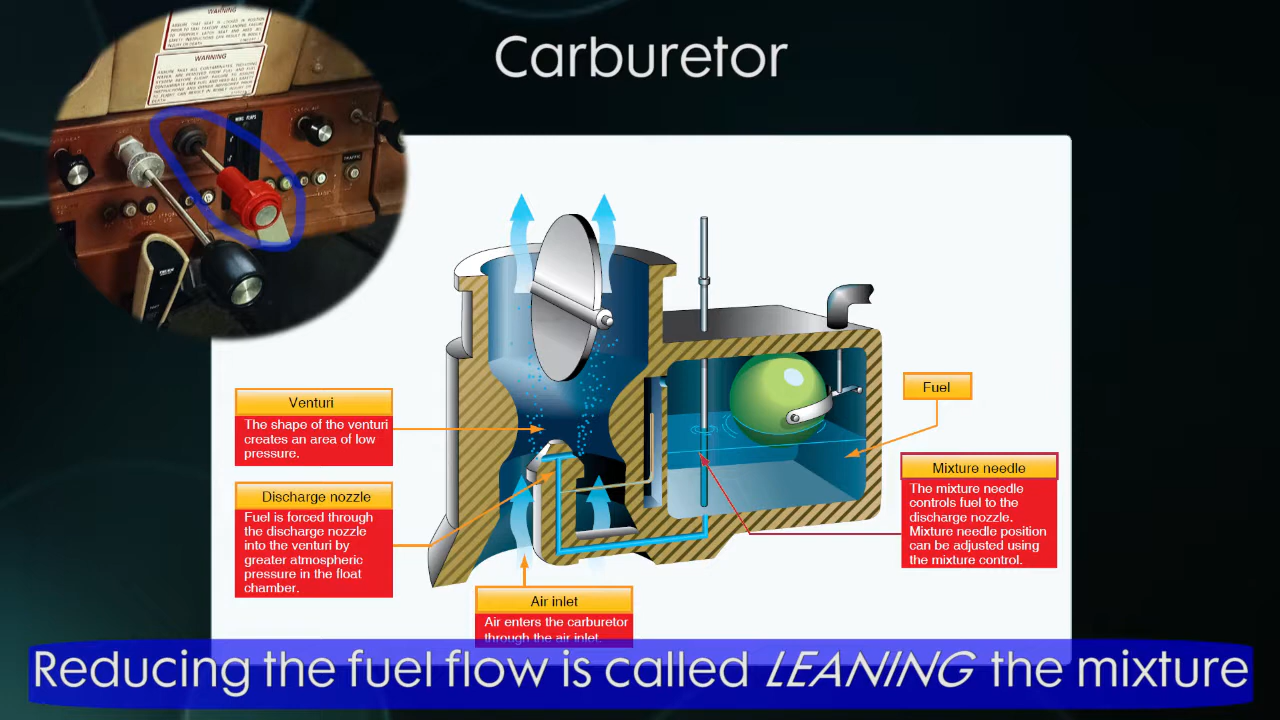 Carburetor
WARNING
WARNING
WING FLAPS
Venturi
The shape of the venturi
creates an area of low
pressure.
Discharge nozzle
Fuel is forced through
the discharge nozzle
into the venturi by
greater atmospheric
pressure in the float
chamber.
Air inlet
Air enters the carburetor
through the air inlet.
Fuel
Mixture needle
The mixture needle
controls fuel to the
discharge nozzle.
Mixture needle position
can be adjusted using
the mixture control.
Reducing the fuel flow is called LEANING the mixture